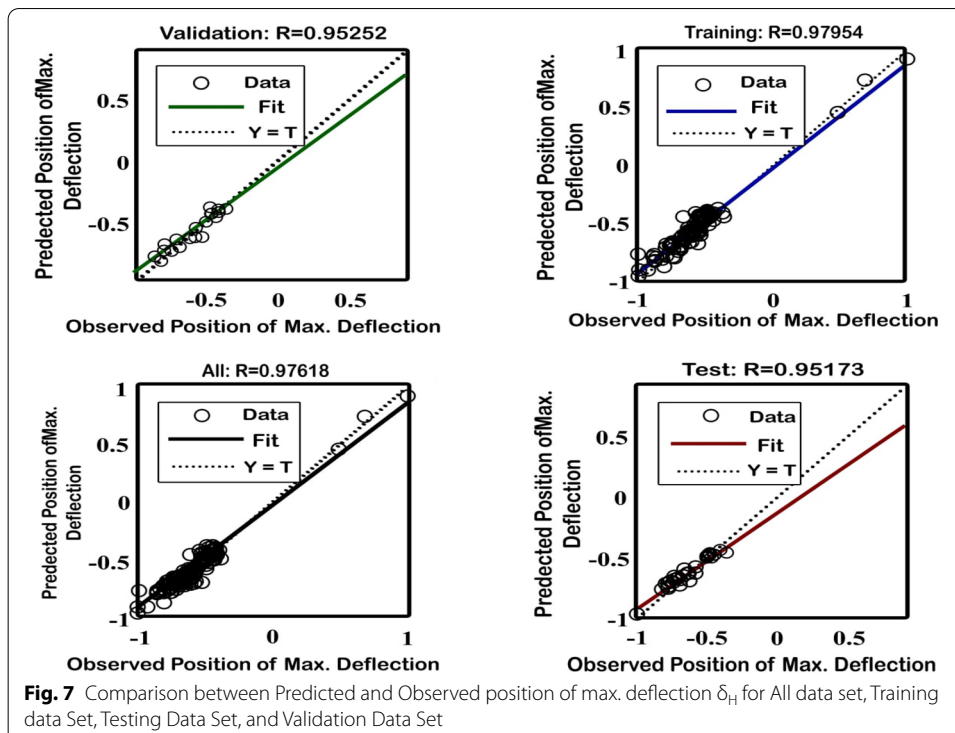 Validation: R=0.95252
Predected Position ofMax.
Deflection
0.5
0
-0.5
Data
Fit
Y = T
-0.5 0 0.5
Observed Position of Max. Deflection
Training: R=0.97954
Predected Position ofMax.
Deflection
1
0.5
0
-0.5
-1
Data
Fit
Y = T
-1 0 1
Observed Position of Max. Deflection
All: R=0.97618
Predected Position ofMax.
Deflection
1
0.5
0
-0.5
-1
Data
Fit
Y = T
-1 0 1
Observed Position of Max. Deflection
Test: R=0.95173
Predected Position ofMax.
Deflection
0.5
0
-0.5
-1
Data
Fit
Y = T
-1 -0.5 0 0.5
Observed Position of Max. Deflection
Fig. 7 Comparison between Predicted and Observed position of max. deflection δH for All data set, Training
data Set, Testing Data Set, and Validation Data Set